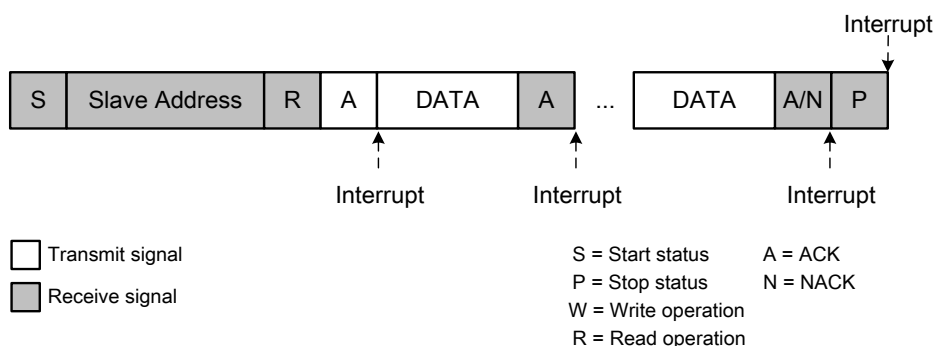 Interrupt
S Slave Address R A DATA A ... DATA A/N P
Interrupt Interrupt Interrupt
Transmit signal
Receive signal
S = Start status A = ACK
P = Stop status N = NACK
W = Write operation
R = Read operation